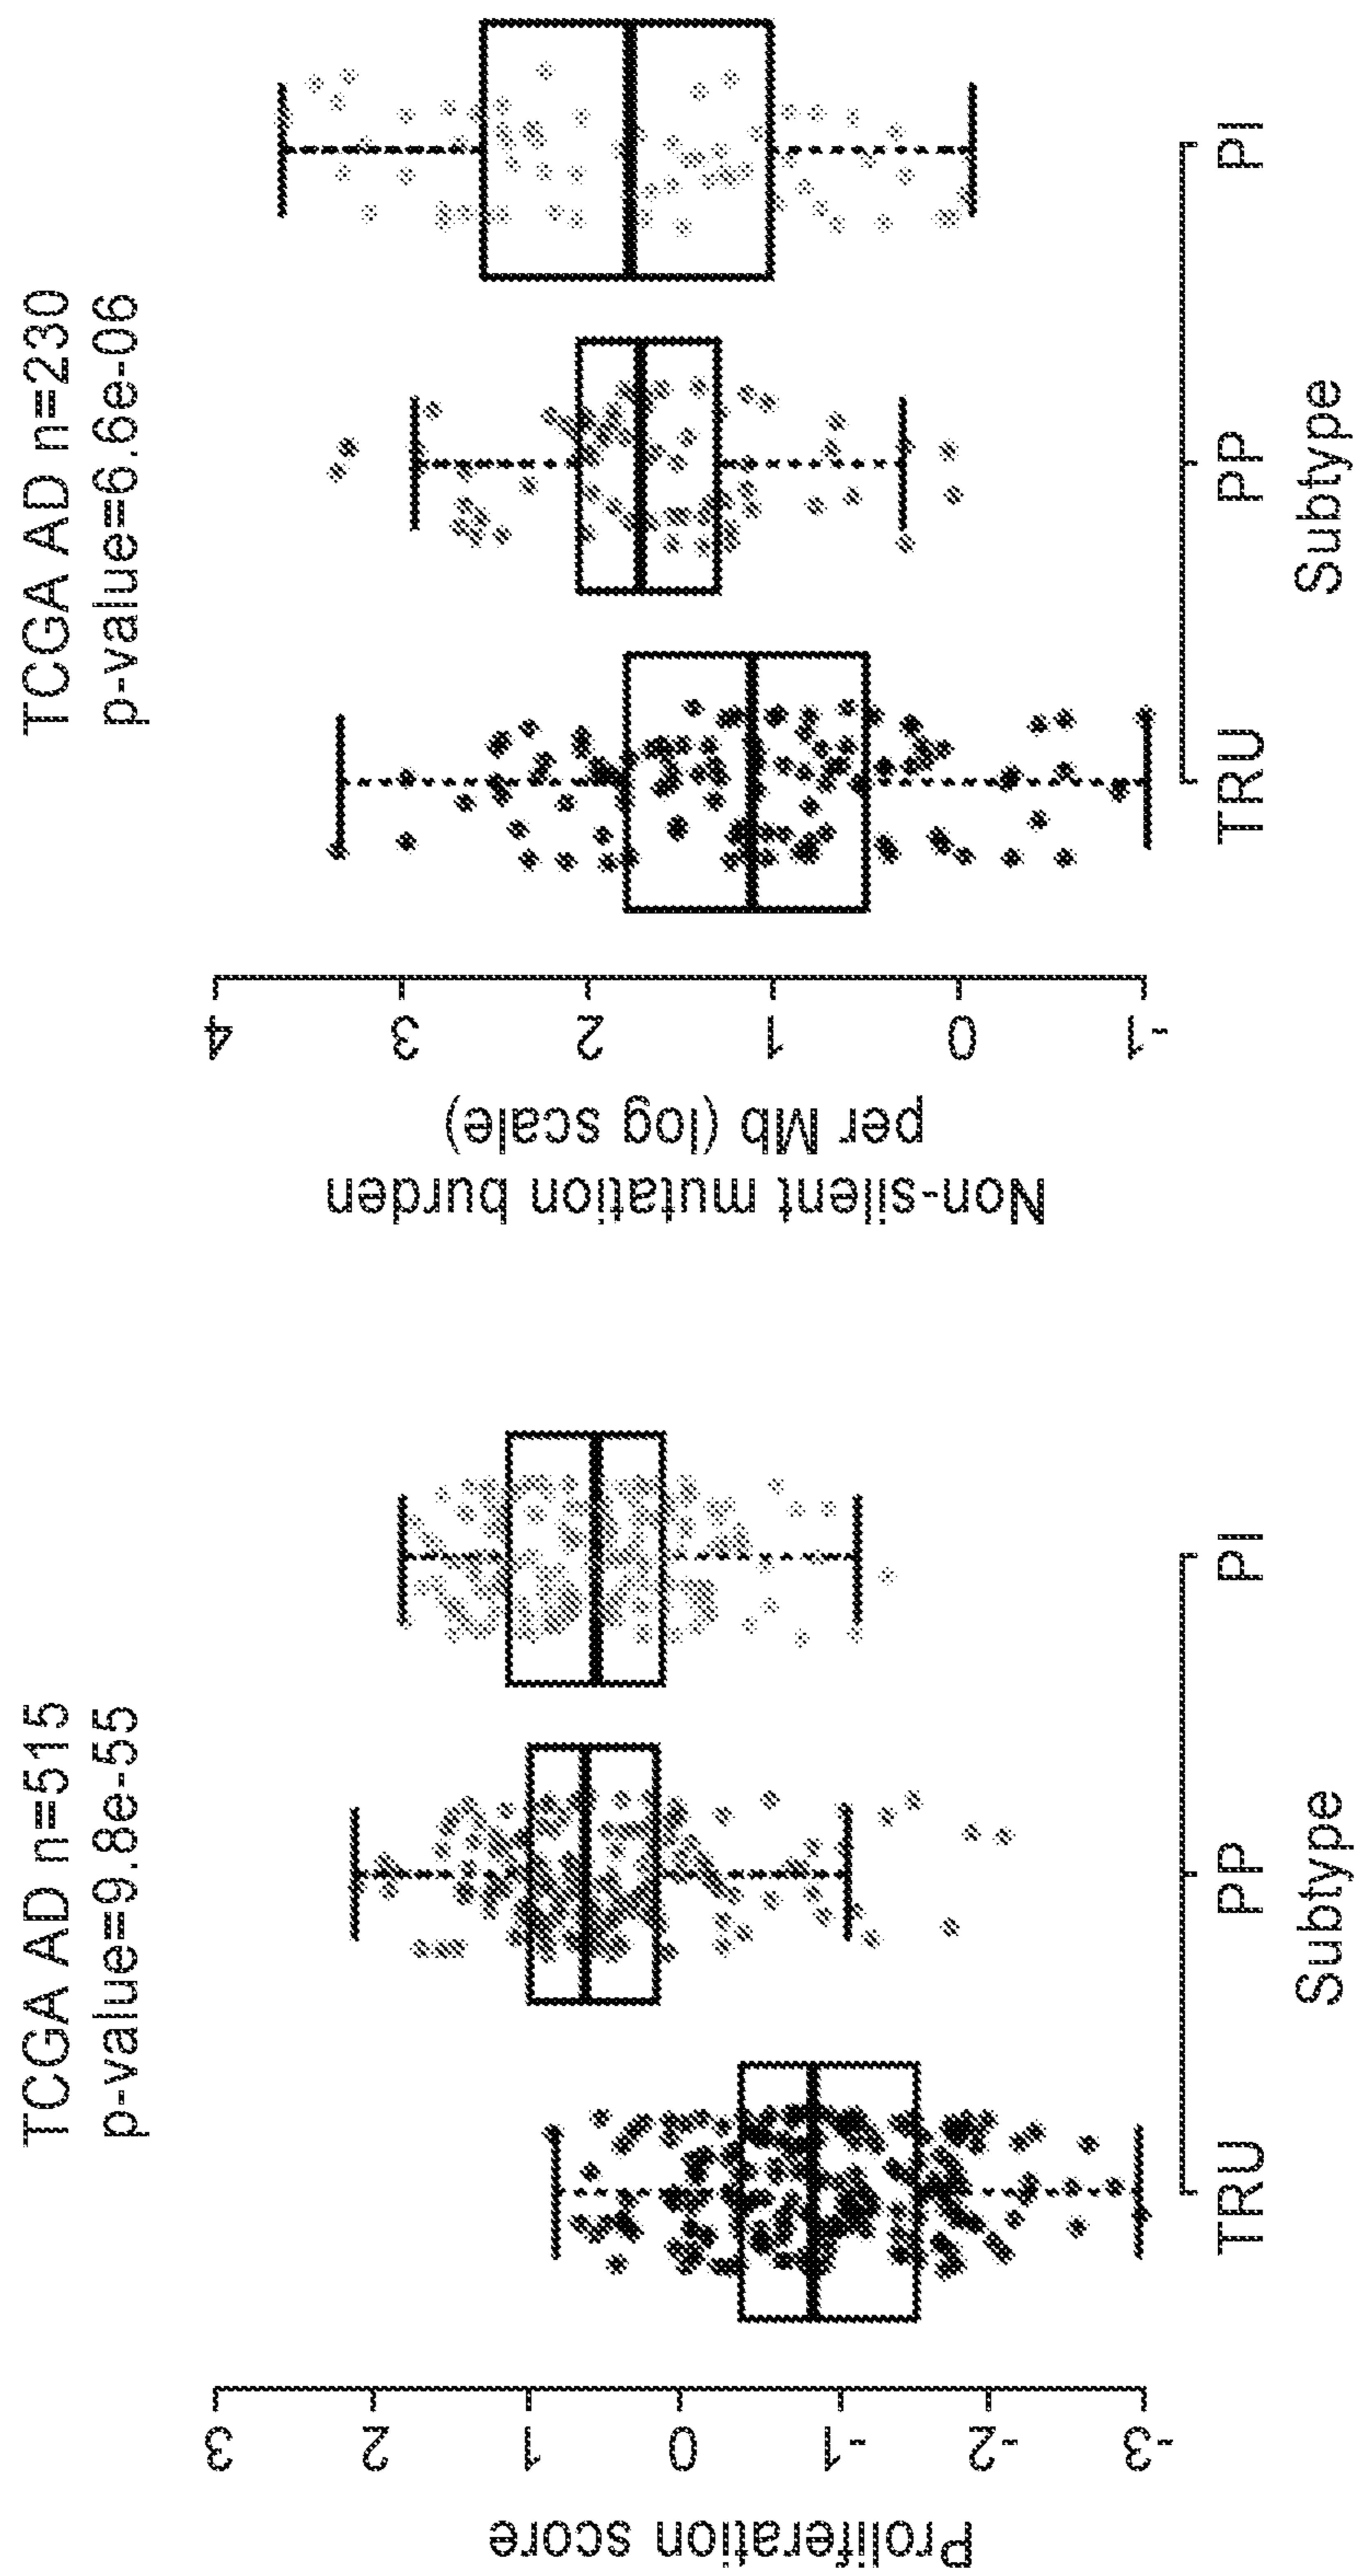 TCGA AD n=515
p-value=9.8e-55
Proliferation score
3
2
1
0
-1
-2
-3
TRU
PP
PI
Subtype
TCGA AD n=230
p-value=6.6e-06
Non-silent mutation burden
per Mb (log scale)
4
3
2
1
0
-1
TRU
PP
PI
Subtype